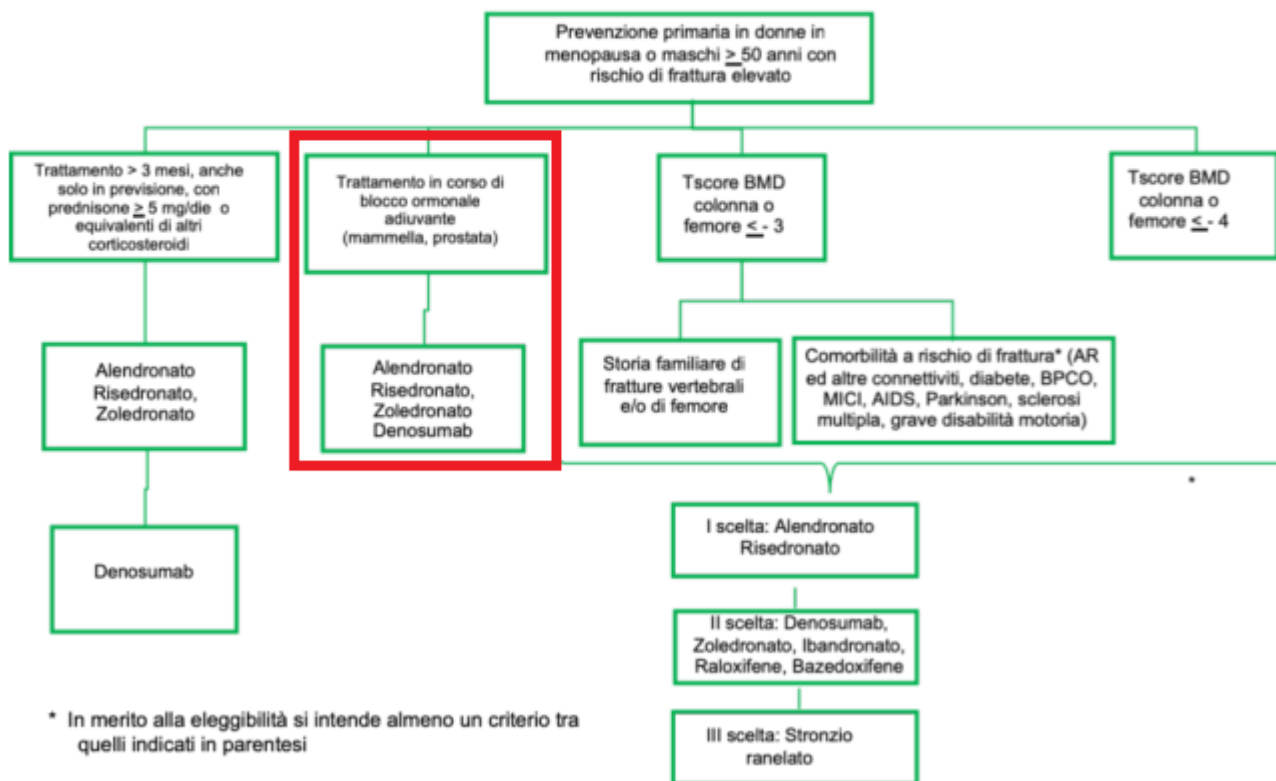 Prevenzione primaria in donne in
menopausa o maschi > 50 anni con
rischio di frattura elevato
Trattamento > 3 mesi, anche
solo in previsione, con
prednisone > 5 mg/die o
equivalenti di altri
corticosteroidi
Trattamento in corso di
blocco ormonale
adiuvante
(mammella, prostata)
Tscore BMD
colonna o
femore < - 3
Tscore BMD
colonna o
femore < - 4
Alendronato
Risedronato,
Zoledronato
Alendronato
Risedronato,
Zoledronato
Denosumab
Storia familiare di
fratture vertebrali
e/o di femore
Comorbilità a rischio di frattura* (AR
ed altre connettiviti, diabete, BPCO,
MICI, AIDS, Parkinson, sclerosi
multipla, grave disabilità motoria)
*
Denosumab
I scelta: Alendronato
Risedronato
II scelta: Denosumab,
Zoledronato, Ibandronato,
Raloxifene, Bazedoxifene
III scelta: Stronzio
ranelato
* In merito alla eleggibilità si intende almeno un criterio tra
quelli indicati in parentesi